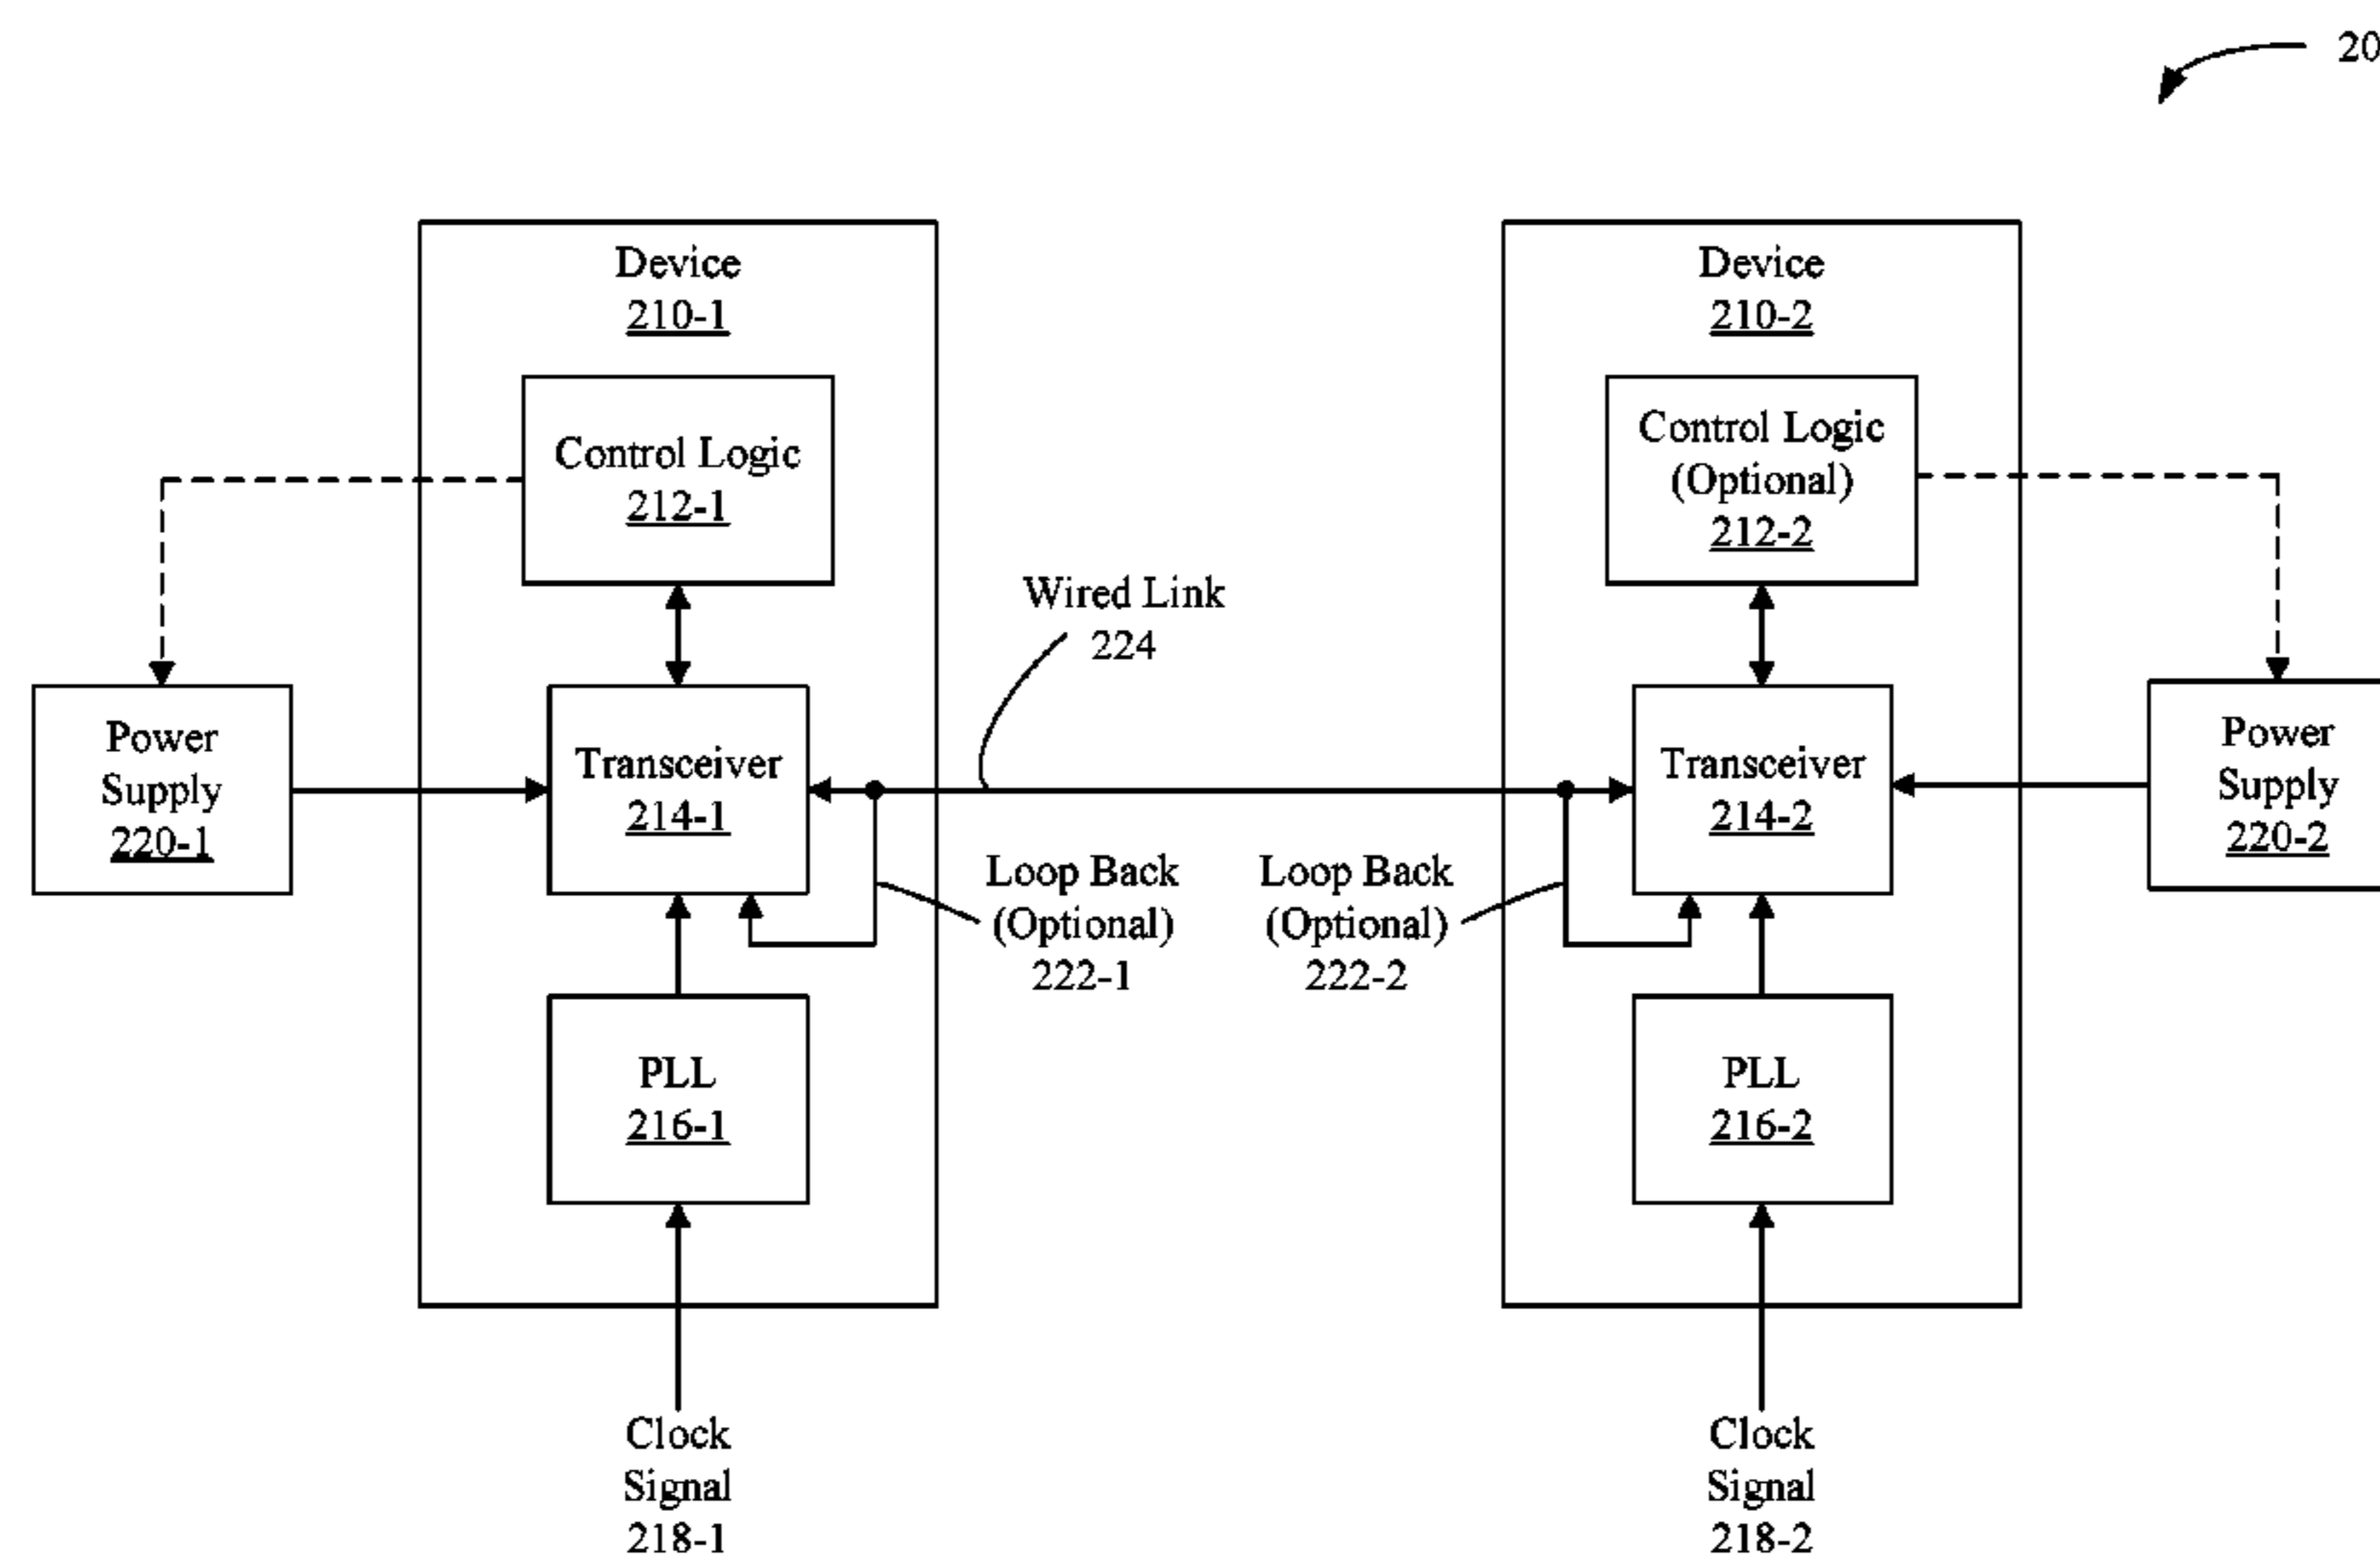 20
Device
210-1
Control Logic
212-1
Power
Supply
220-1
Transceiver
214-1
PLL
216-1
Clock
Signal
218-1
Wired Link
224
Loop Back
(Optional)
222-1
Loop Back
(Optional)
222-2
Device
210-2
Control Logic
(Optional)
212-2
Transceiver
214-2
Power
Supply
220-2
PLL
216-2
Clock
Signal
218-2